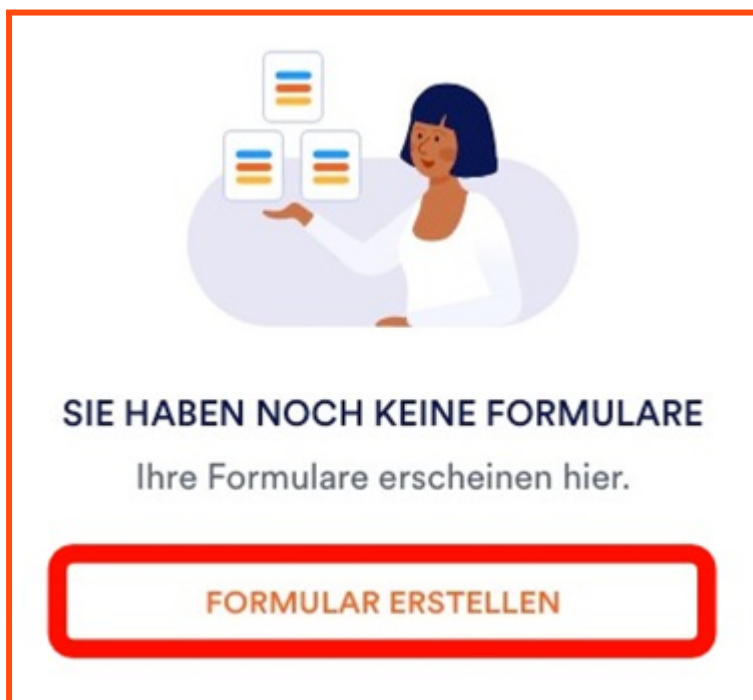 SIE HABEN NOCH KEINE FORMULARE
Ihre Formulare erscheinen hier.
FORMULAR ERSTELLEN